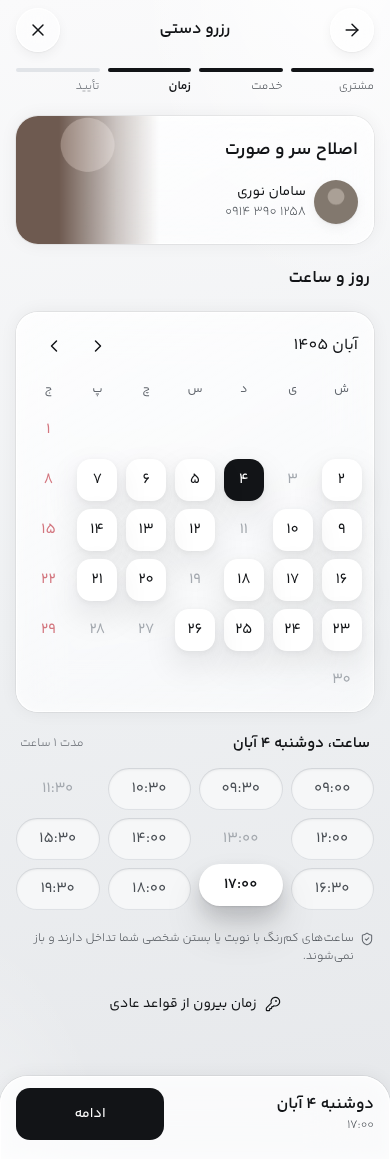 رزرو دستی
مشتری خدمت زمان تأیید
اصلاح سر و صورت
سامان نوری
۰۹۱۴ ۳۹۰ ۱۲۵۸
روز و ساعت
آبان ۱۴۰۵
ش ی د س چ پ ج
۱
۲ ۳ ۴ ۵ ۶ ۷ ۸
۹ ۱۰ ۱۱ ۱۲ ۱۳ ۱۴ ۱۵
۱۶ ۱۷ ۱۸ ۱۹ ۲۰ ۲۱ ۲۲
۲۳ ۲۴ ۲۵ ۲۶ ۲۷ ۲۸ ۲۹
۳۰
ساعت، دوشنبه ۴ آبان مدت ۱ ساعت
۰۹:۰۰ ۰۹:۳۰ ۱۰:۳۰ ۱۱:۳۰
۱۲:۰۰ ۱۳:۰۰ ۱۴:۰۰ ۱۵:۳۰
۱۶:۳۰ ۱۷:۰۰ ۱۸:۰۰ ۱۹:۳۰
ساعت‌های کم‌رنگ با نوبت یا بستن شخصی شما تداخل دارند و باز
نمی‌شوند.
زمان بیرون از قواعد عادی
دوشنبه ۴ آبان
۱۷:۰۰
ادامه